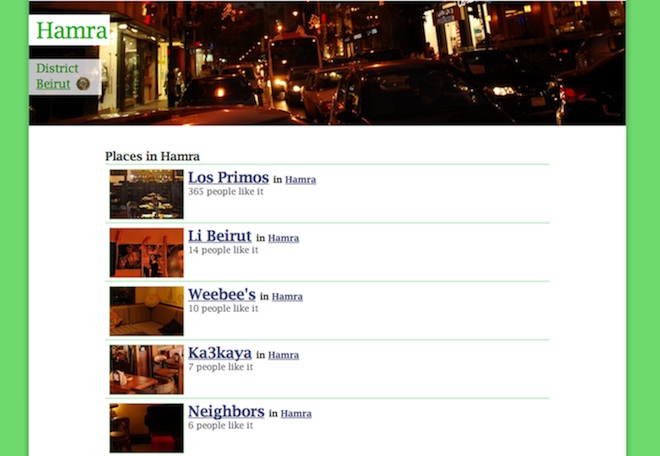 Hamra
District
Beirut
Places in Hamra
Los Primos in Hamra
365 people like it
Li Beirut in Hamra
14 people like it
Weebee's in Hamra
10 people like it
Ka3kaya in Hamra
7 people like it
Neighbors in Hamra
6 people like it